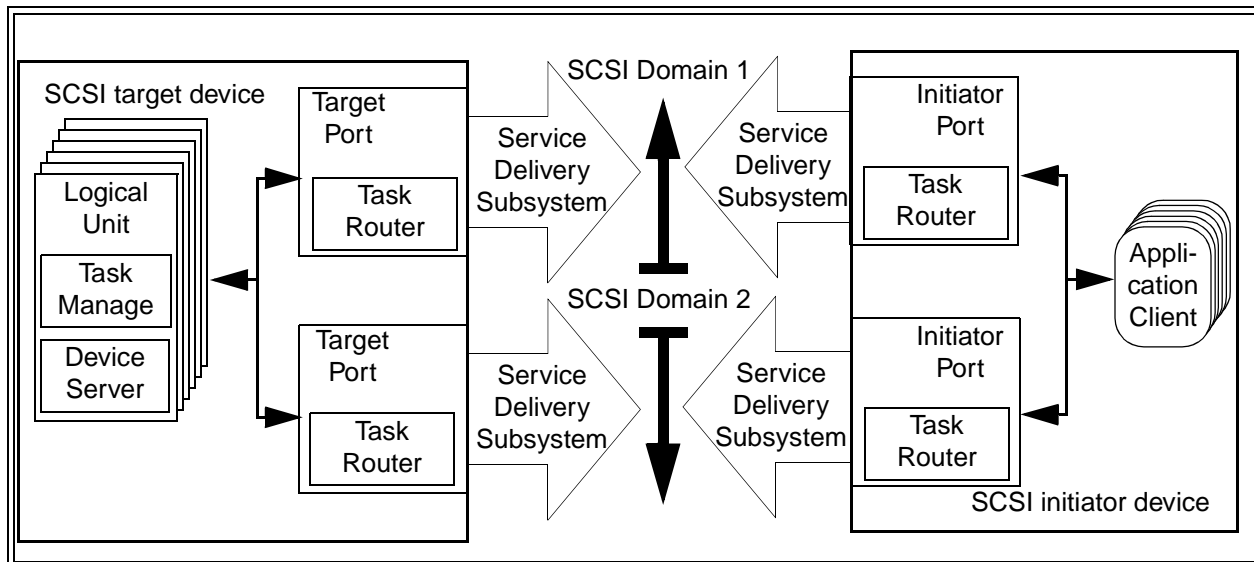 SCSI target device
Logical
Unit
Task
Manage
Device
Server
Target
Port
Task
Router
Target
Port
Task
Router
Service
Delivery
Subsystem
Service
Delivery
Subsystem
SCSI Domain 1
SCSI Domain 2
Service
Delivery
Subsystem
Service
Delivery
Subsystem
Initiator
Port
Task
Router
Initiator
Port
Task
Router
Appli-
cation
Client
SCSI initiator device